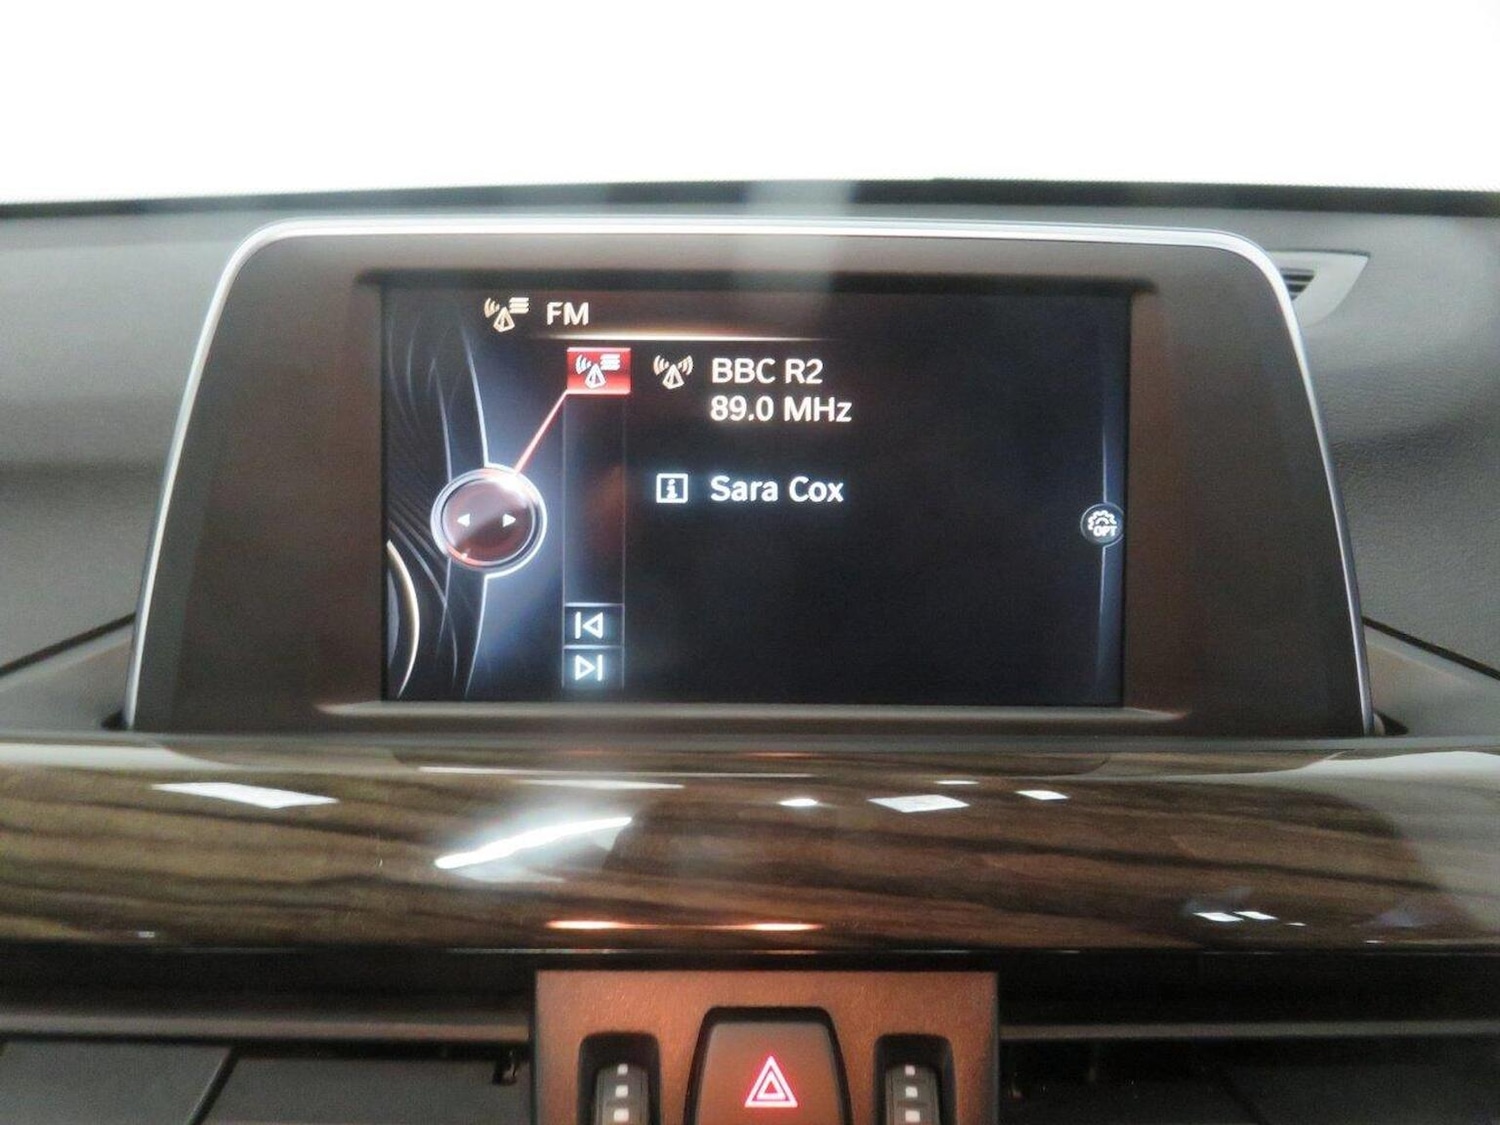 FM
BBC R2
89.0 MHz
Sara Cox
OPT